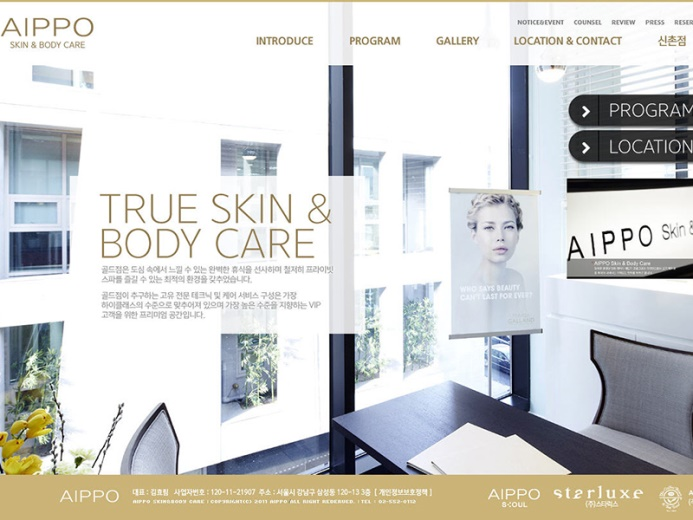 AIPPO
SKIN & BODY CARE
NOTICE&EVENT COUNSEL REVIEW PRESS
INTRODUCE PROGRAM GALLERY LOCATION & CONTACT 신촌점
PROGRAM
LOCATION
TRUE SKIN &
BODY CARE
골드점은 도심 속에서 느낄 수 있는 완벽한 휴식을 선사하며 철저히 프라이빗
스파를 즐길 수 있는 최적의 환경을 갖추었습니다.
골드점이 추구하는 고유 전문 테크닉 및 케어 서비스 구성은 가장
하이클래스의 수준으로 맞추어져 있으며 가장 높은 수준을 지향하는 VIP
고객을 위한 프리미엄 공간입니다.
WHO SAYS BEAUTY
CAN'T LAST FOR EVER?
AIPPO Skin &
AIPPO Skin & Body Care
AIPPO
대표 : 김효림 사업자번호 : 120-11-21907 주소 : 서울시 강남구 삼성동 120-13 3층 [ 개인정보보호정책 ]
AIPPO SKIN&BODY CARE | COPYRIGHT(C) 2011 AIPPO ALL RIGHT RESERVED. | TEL : 02-553-0113
AIPPO
SEOUL
starluxe
(주)스타럭스